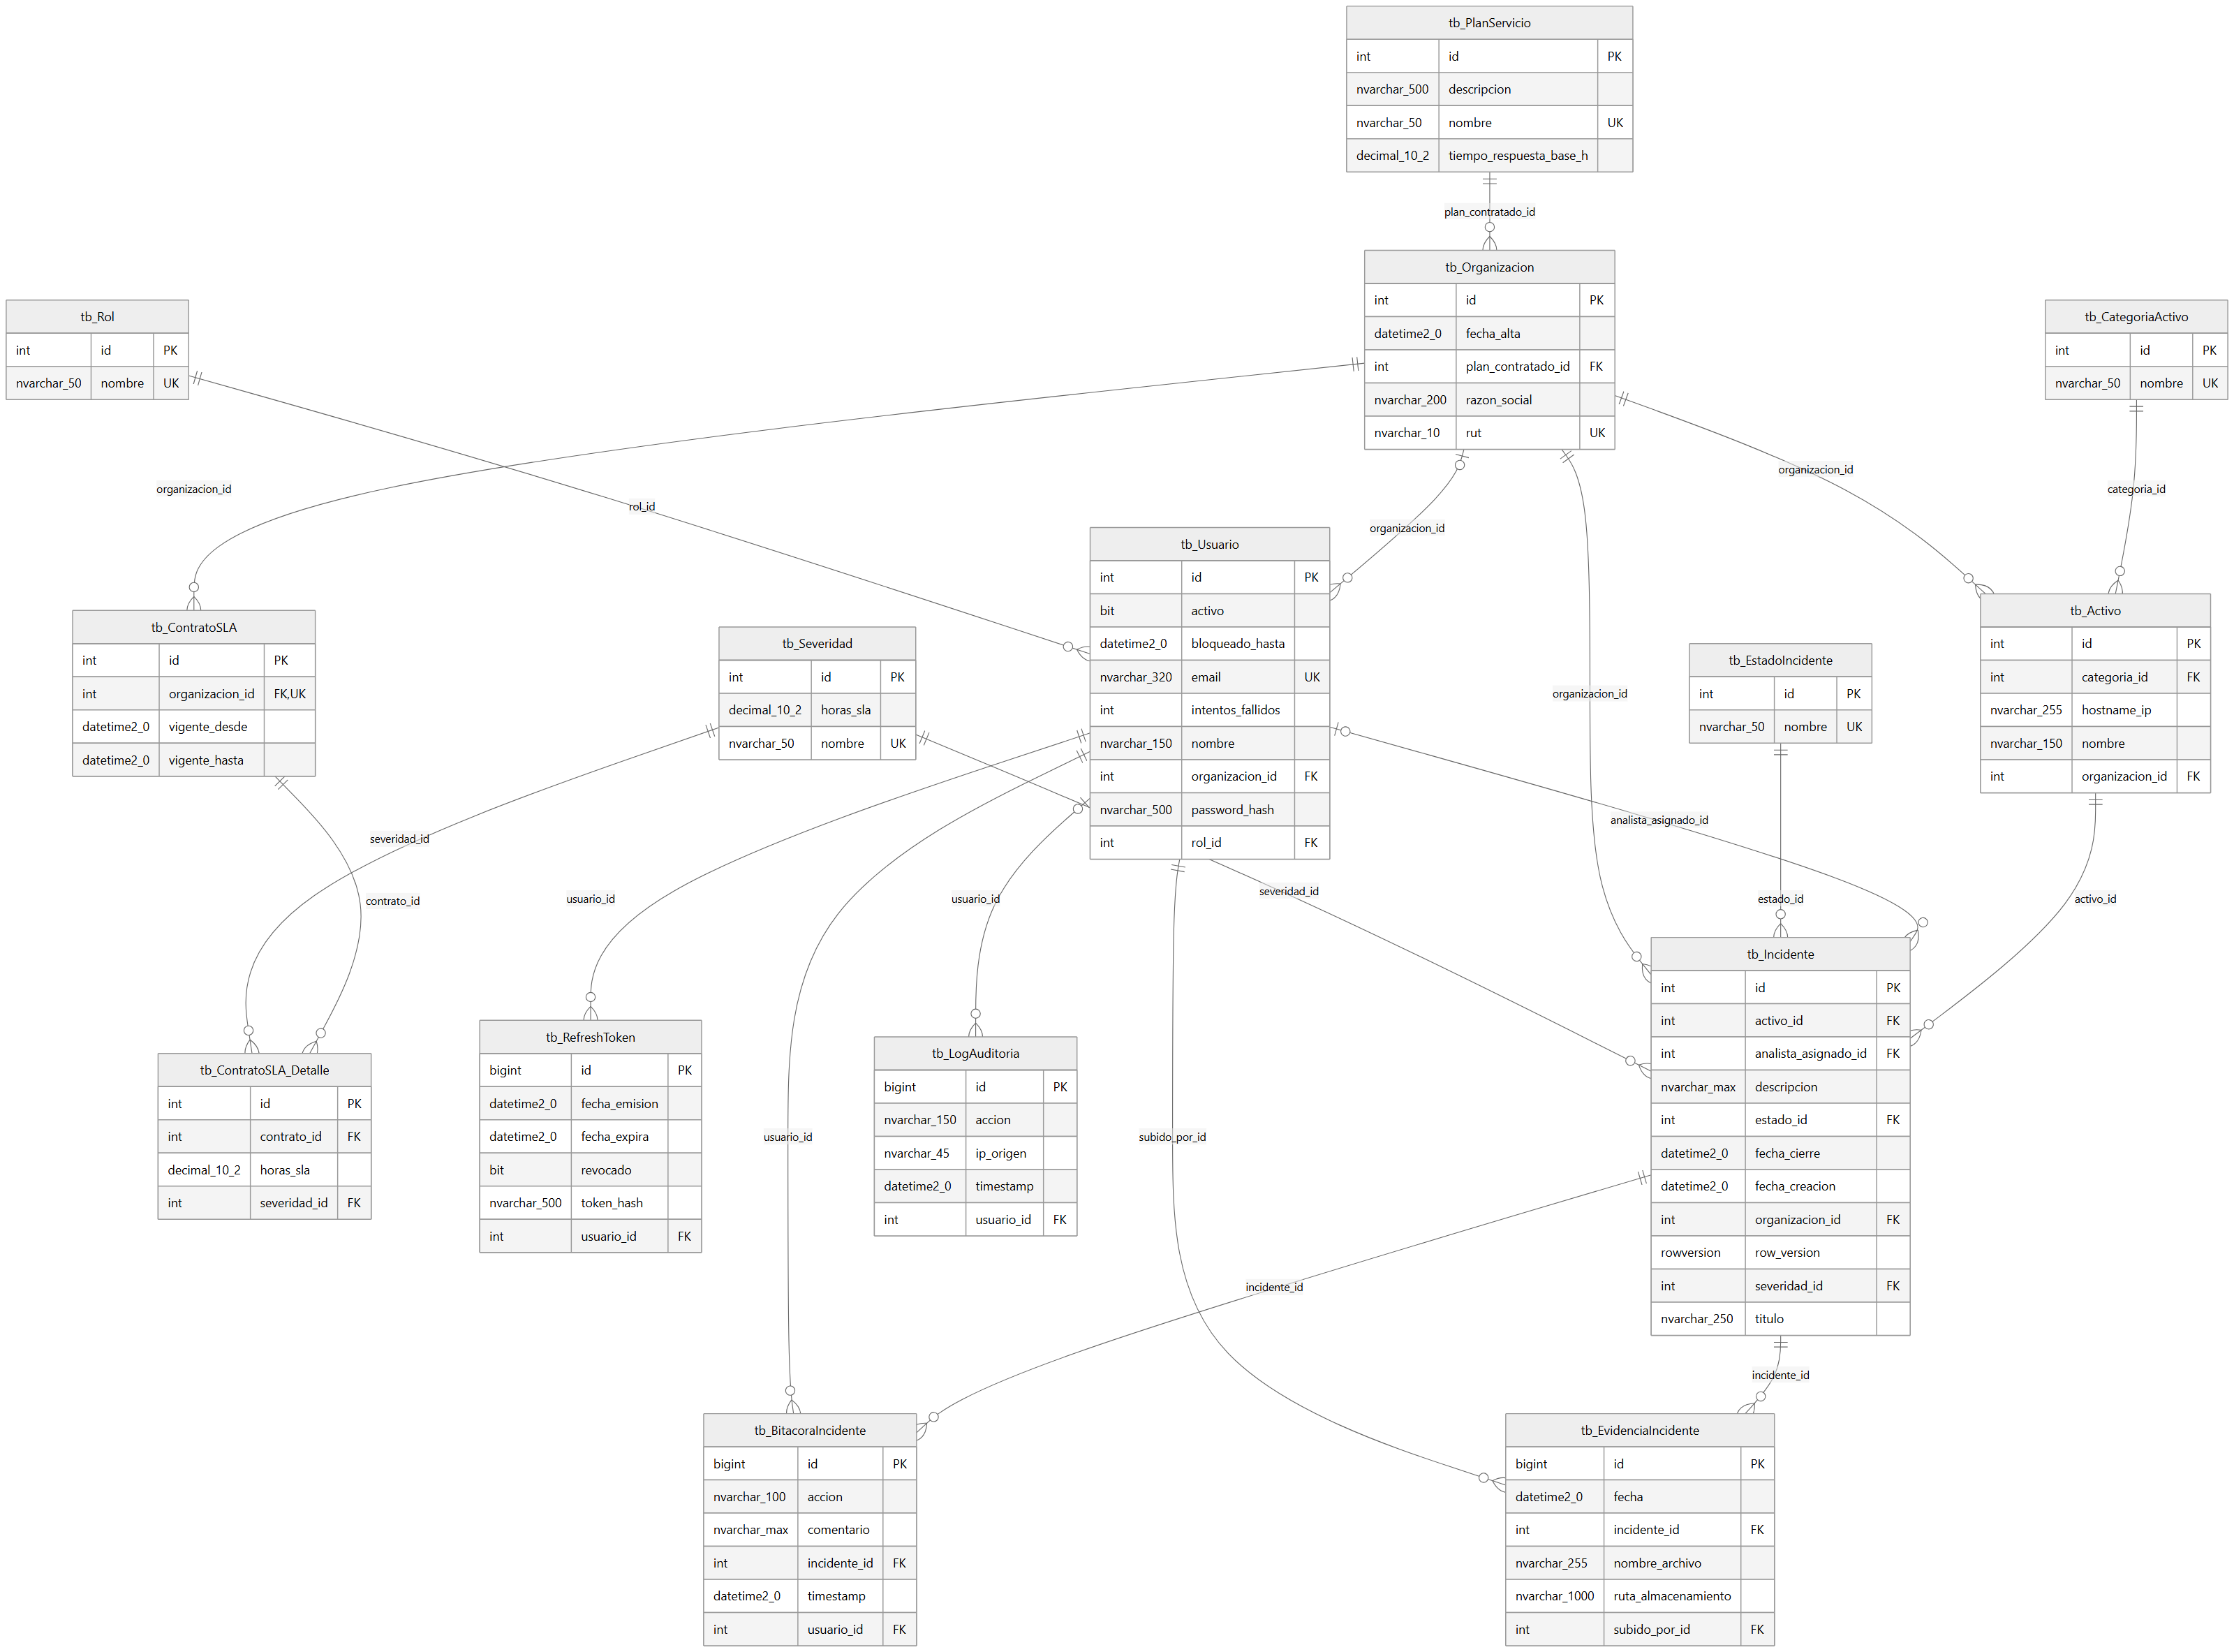 tb_PlanServicio
int id PK
nvarchar_500 descripcion
nvarchar_50 nombre UK
decimal_10_2 tiempo_respuesta_base_h
plan_contratado_id
tb_Organizacion
int id PK
datetime2_0 fecha_alta
int plan_contratado_id FK
nvarchar_200 razon_social
nvarchar_10 rut UK
tb_Rol
int id PK
nvarchar_50 nombre UK
tb_CategoriaActivo
int id PK
nvarchar_50 nombre UK
organizacion_id
rol_id
organizacion_id
organizacion_id
organizacion_id
categoria_id
tb_Usuario
int id PK
bit activo
datetime2_0 bloqueado_hasta
nvarchar_320 email UK
int intentos_fallidos
nvarchar_150 nombre
int organizacion_id FK
nvarchar_500 password_hash
int rol_id FK
tb_ContratoSLA
int id PK
int organizacion_id FK,UK
datetime2_0 vigente_desde
datetime2_0 vigente_hasta
tb_Severidad
int id PK
decimal_10_2 horas_sla
nvarchar_50 nombre UK
tb_EstadoIncidente
int id PK
nvarchar_50 nombre UK
tb_Activo
int id PK
int categoria_id FK
nvarchar_255 hostname_ip
nvarchar_150 nombre
int organizacion_id FK
severidad_id
contrato_id
usuario_id
usuario_id
usuario_id
subido_por_id
severidad_id
analista_asignado_id
estado_id
activo_id
tb_Incidente
int id PK
int activo_id FK
int analista_asignado_id FK
nvarchar_max descripcion
int estado_id FK
datetime2_0 fecha_cierre
datetime2_0 fecha_creacion
int organizacion_id FK
rowversion row_version
int severidad_id FK
nvarchar_250 titulo
tb_ContratoSLA_Detalle
int id PK
int contrato_id FK
decimal_10_2 horas_sla
int severidad_id FK
tb_RefreshToken
bigint id PK
datetime2_0 fecha_emision
datetime2_0 fecha_expira
bit revocado
nvarchar_500 token_hash
int usuario_id FK
tb_LogAuditoria
bigint id PK
nvarchar_150 accion
nvarchar_45 ip_origen
datetime2_0 timestamp
int usuario_id FK
incidente_id
incidente_id
tb_BitacoraIncidente
bigint id PK
nvarchar_100 accion
nvarchar_max comentario
int incidente_id FK
datetime2_0 timestamp
int usuario_id FK
tb_EvidenciaIncidente
bigint id PK
datetime2_0 fecha
int incidente_id FK
nvarchar_255 nombre_archivo
nvarchar_1000 ruta_almacenamiento
int subido_por_id FK